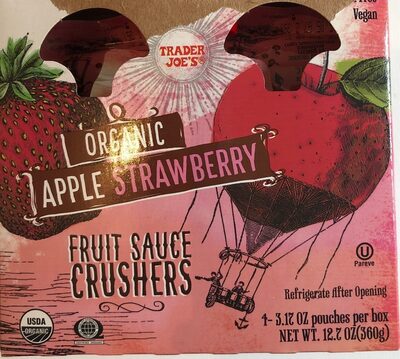 Vegan
TRADER
JOE'S®
ORGANIC
APPLE STRAWBERRY
FRUIT SAUCE
CRUSHERS
U
Pareve
Refrigerate After Opening
USDA
ORGANIC
4- 3.17 OZ pouches per box
NET WT. 12.7 OZ(360g)